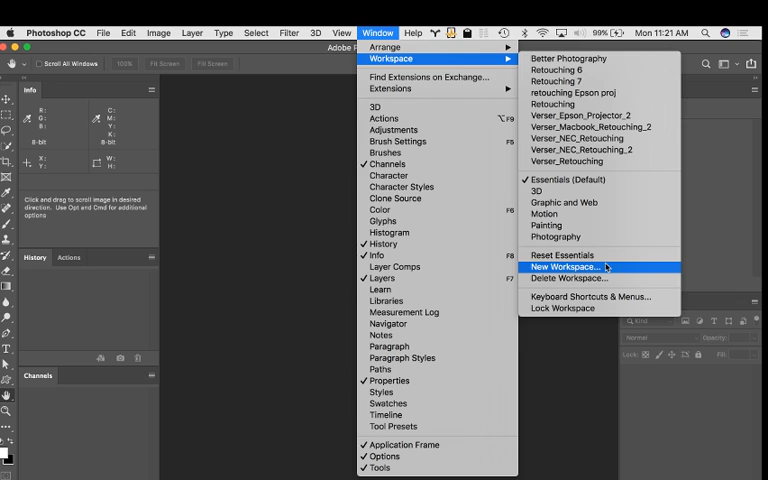 Photoshop CC File Edit Image Layer Type Select Filter 3D View Window Help 99% Mon 11:21 AM
Adobe P
Scroll All Windows 100% Fit Screen Fill Screen
Info
R:
G:
B:
8-bit
C:
M:
Y:
K:
8-bit
X:
Y:
W:
H:
Click and drag to scroll image in desired
direction. Use Opt and Cmd for additional
options
History Actions
Channels
Arrange
Workspace
Find Extensions on Exchange...
Extensions
3D
Actions ⌥F9
Adjustments
Brush Settings F5
Brushes
✓ Channels
Character
Character Styles
Clone Source
Color F6
Glyphs
Histogram
✓ History
✓ Info F8
Layer Comps
✓ Layers F7
Learn
Libraries
Measurement Log
Navigator
Notes
Paragraph
Paragraph Styles
Paths
✓ Properties
Styles
Swatches
Timeline
Tool Presets
✓ Application Frame
✓ Options
✓ Tools
Better Photography
Retouching 6
Retouching 7
retouching Epson proj
Retouching
Verser_Epson_Projector_2
Verser_Macbook_Retouching_2
Verser_NEC_Retouching
Verser_NEC_Retouching_2
Verser_Retouching
✓ Essentials (Default)
3D
Graphic and Web
Motion
Painting
Photography
Reset Essentials
New Workspace...
Delete Workspace...
Keyboard Shortcuts & Menus...
Lock Workspace
Kind
Normal Opacity:
Lock: Fill: